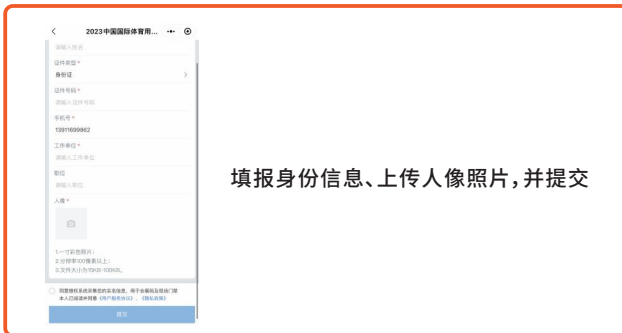 2023中国国际体育用...
请输入姓名
证件类型 *
身份证
证件号码 *
请输入证件号码
手机号 *
13911699862
工作单位 *
请输入工作单位
职位
请输入职位
人像 *
1.一寸彩色照片；
2.分辨率100像素以上；
3.文件大小为10KB-100KB。
同意授权系统采集您的实名信息，用于会展码及现场门禁
本人已阅读并同意《用户服务协议》、《隐私政策》
提交
填报身份信息、上传人像照片，并提交